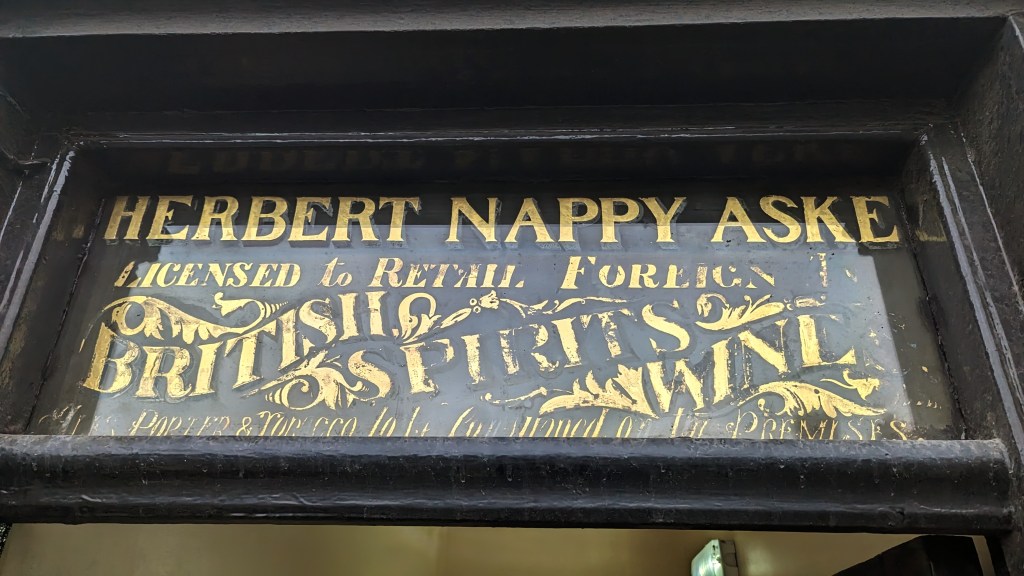 HERBERT NAPPY ASKE
LICENSED to RETAIL FOREIGN
BRITISH SPIRITS WINE
PORTER & TOBACCO to be Consumed on the PREMISES